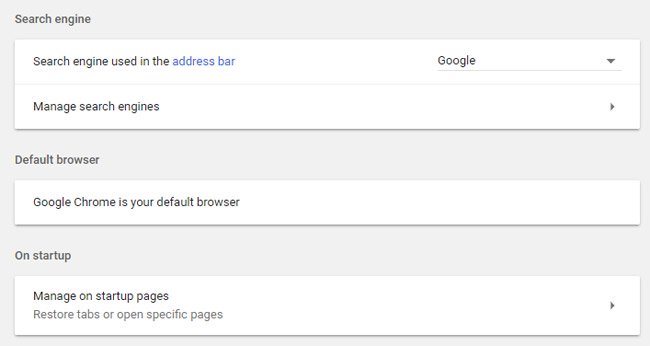 Search engine
Search engine used in the address bar
Google
Manage search engines
Default browser
Google Chrome is your default browser
On startup
Manage on startup pages
Restore tabs or open specific pages